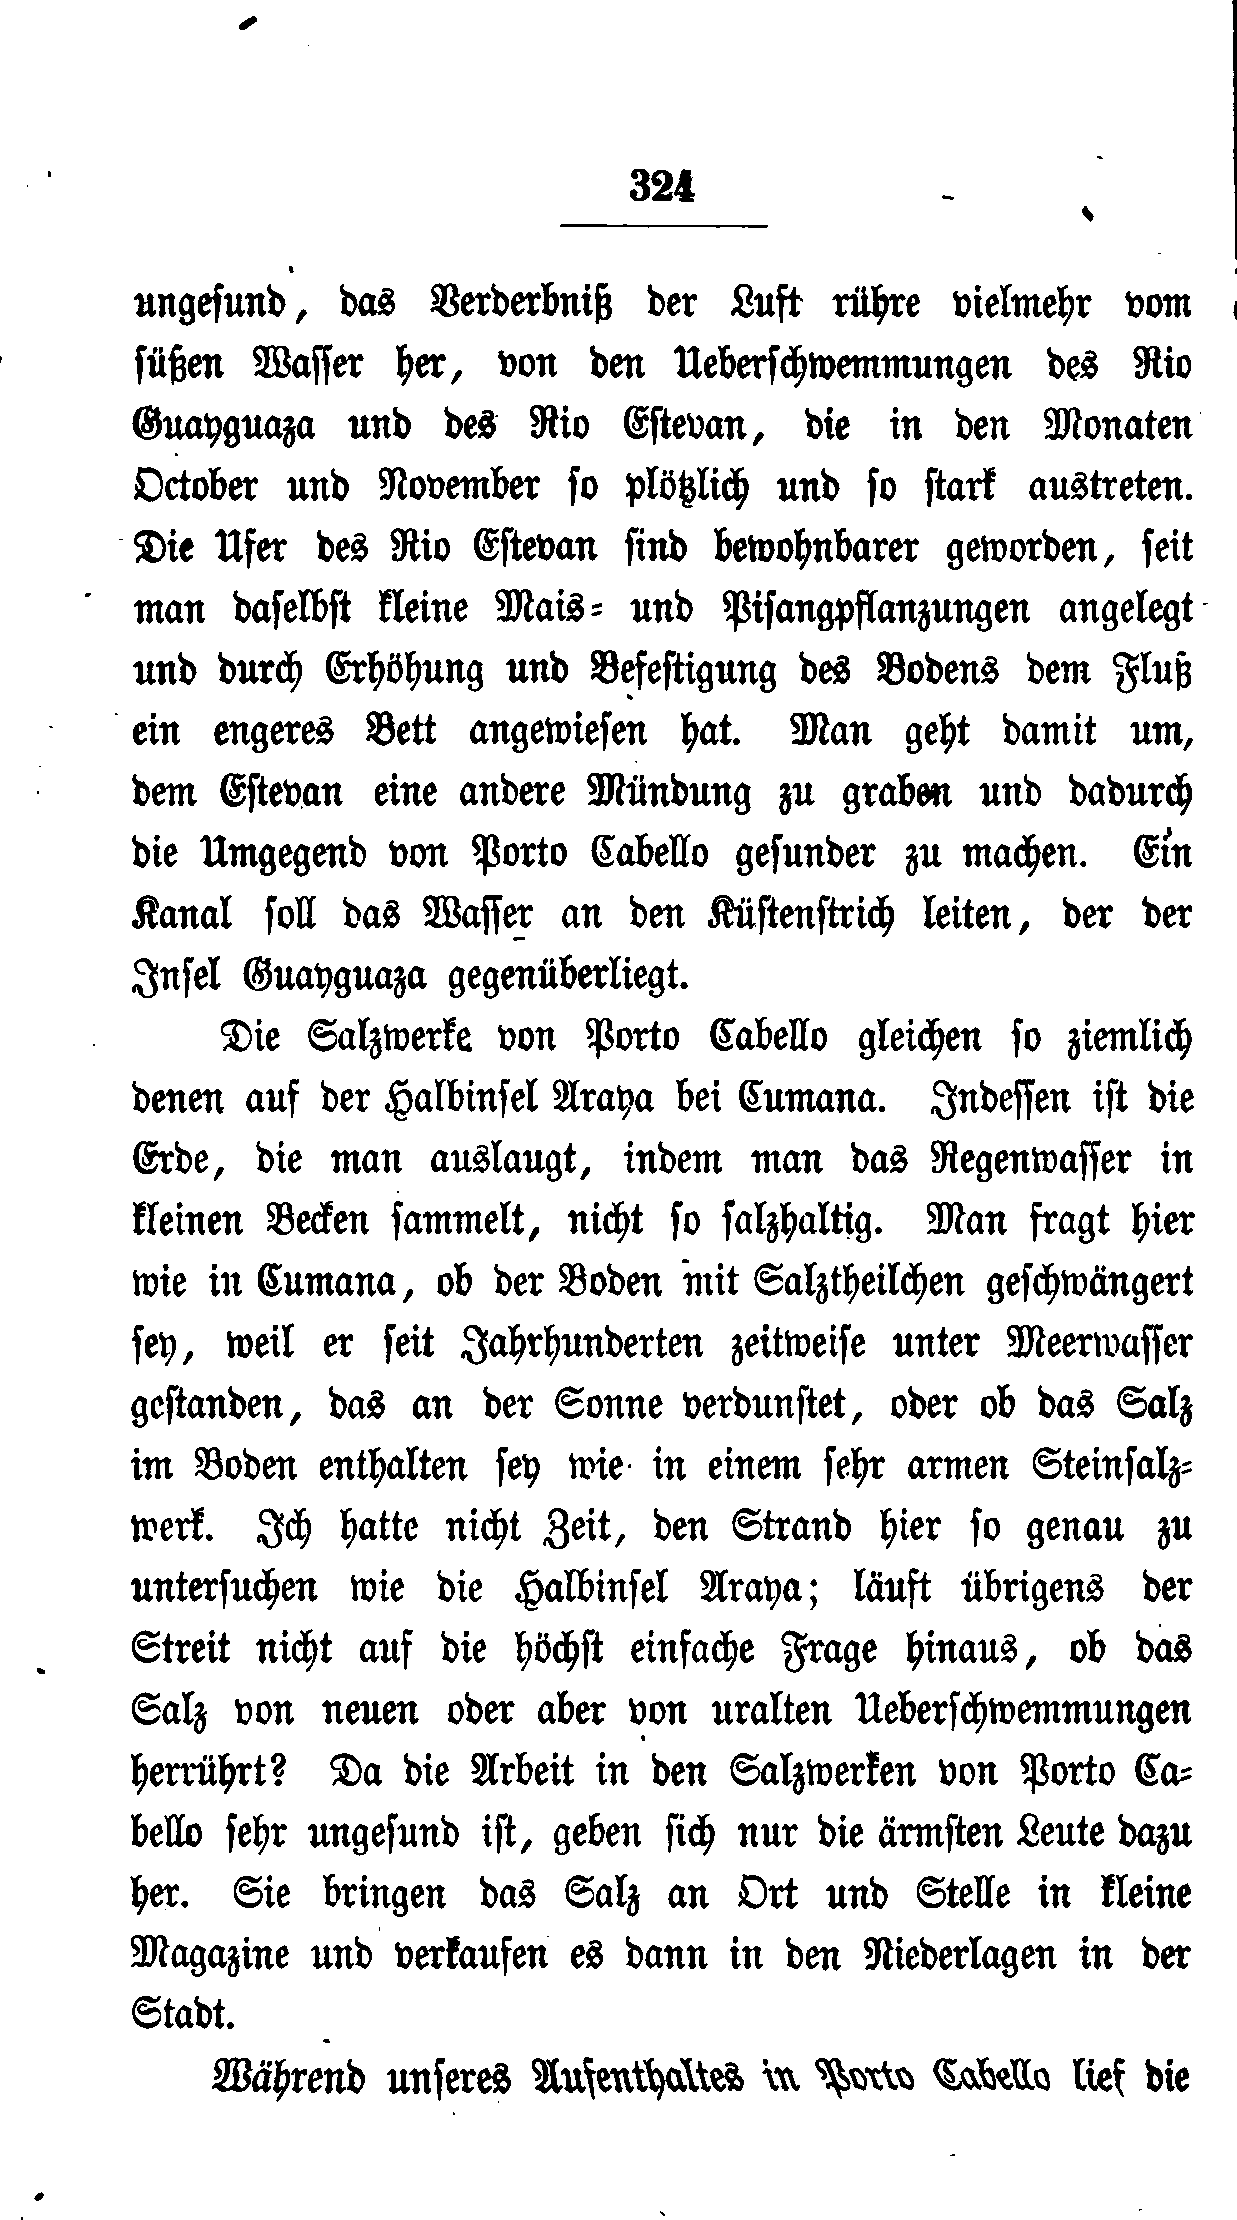 324
ungesund, das Verderbniß der Luft rühre vielmehr vom
süßen Wasser her, von den Ueberschwemmungen des Rio
Guayguaza und des Rio Estevan, die in den Monaten
October und November so plötzlich und so stark austreten.
Die Ufer des Rio Estevan sind bewohnbarer geworden, seit
man daselbst kleine Mais- und Pisangpflanzungen angelegt
und durch Erhöhung und Befestigung des Bodens dem Fluß
ein engeres Bett angewiesen hat. Man geht damit um,
dem Estevan eine andere Mündung zu graben und dadurch
die Umgegend von Porto Cabello gesunder zu machen. Ein
Kanal soll das Wasser an den Küstenstrich leiten, der der
Insel Guayguaza gegenüberliegt.
Die Salzwerke von Porto Cabello gleichen so ziemlich
denen auf der Halbinsel Araya bei Cumana. Indessen ist die
Erde, die man auslaugt, indem man das Regenwasser in
kleinen Becken sammelt, nicht so salzhaltig. Man fragt hier
wie in Cumana, ob der Boden mit Salztheilchen geschwängert
sey, weil er seit Jahrhunderten zeitweise unter Meerwasser
gestanden, das an der Sonne verdunstet, oder ob das Salz
im Boden enthalten sey wie in einem sehr armen Steinsalz-
werk. Ich hatte nicht Zeit, den Strand hier so genau zu
untersuchen wie die Halbinsel Araya; läuft übrigens der
Streit nicht auf die höchst einfache Frage hinaus, ob das
Salz von neuen oder aber von uralten Ueberschwemmungen
herrührt? Da die Arbeit in den Salzwerken von Porto Ca-
bello sehr ungesund ist, geben sich nur die ärmsten Leute dazu
her. Sie bringen das Salz an Ort und Stelle in kleine
Magazine und verkaufen es dann in den Niederlagen in der
Stadt.
Während unseres Aufenthaltes in Porto Cabello lief die